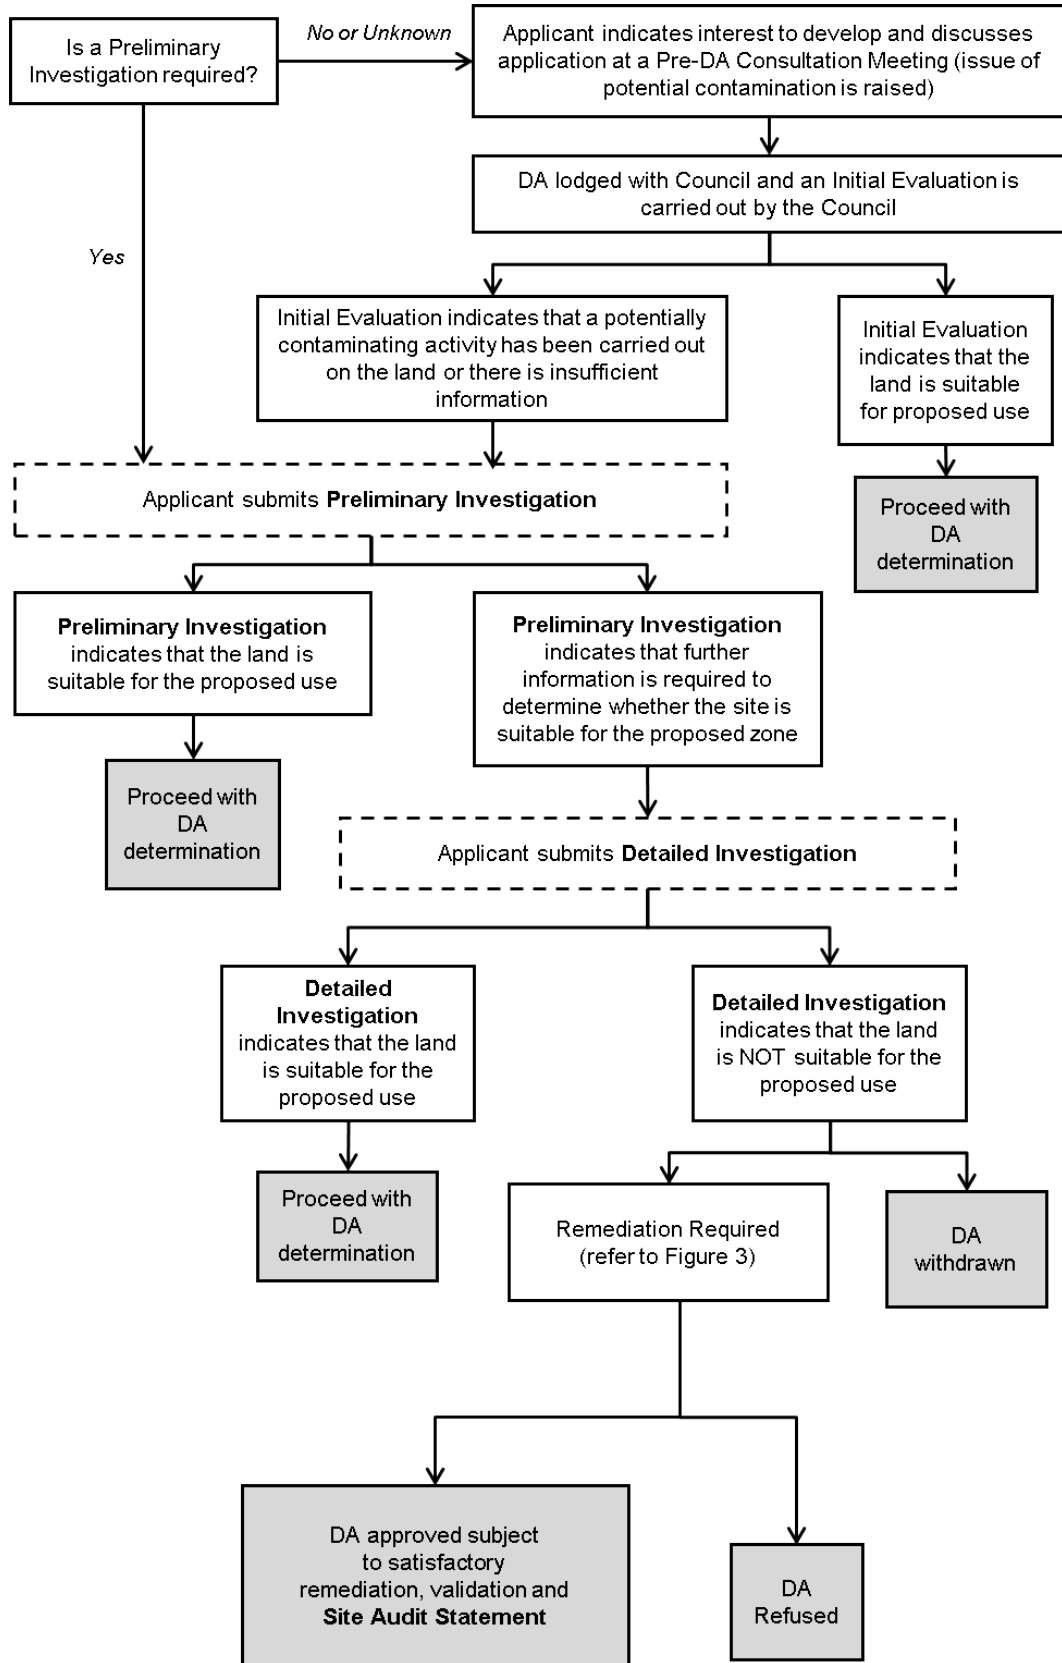 Is a Preliminary
Investigation required?
No or Unknown
Applicant indicates interest to develop and discusses
application at a Pre-DA Consultation Meeting (issue of
potential contamination is raised)
DA lodged with Council and an Initial Evaluation is
carried out by the Council
Yes
Initial Evaluation indicates that a potentially
contaminating activity has been carried out
on the land or there is insufficient
information
Initial Evaluation
indicates that the
land is suitable
for proposed use
Applicant submits Preliminary Investigation
Proceed with
DA
determination
Preliminary Investigation
indicates that the land is
suitable for the proposed use
Preliminary Investigation
indicates that further
information is required to
determine whether the site is
suitable for the proposed zone
Proceed with
DA
determination
Applicant submits Detailed Investigation
Detailed
Investigation
indicates that the land
is suitable for the
proposed use
Detailed Investigation
indicates that the land
is NOT suitable for the
proposed use
Proceed with
DA
determination
Remediation Required
(refer to Figure 3)
DA
withdrawn
DA approved subject
to satisfactory
remediation, validation and
Site Audit Statement
DA
Refused